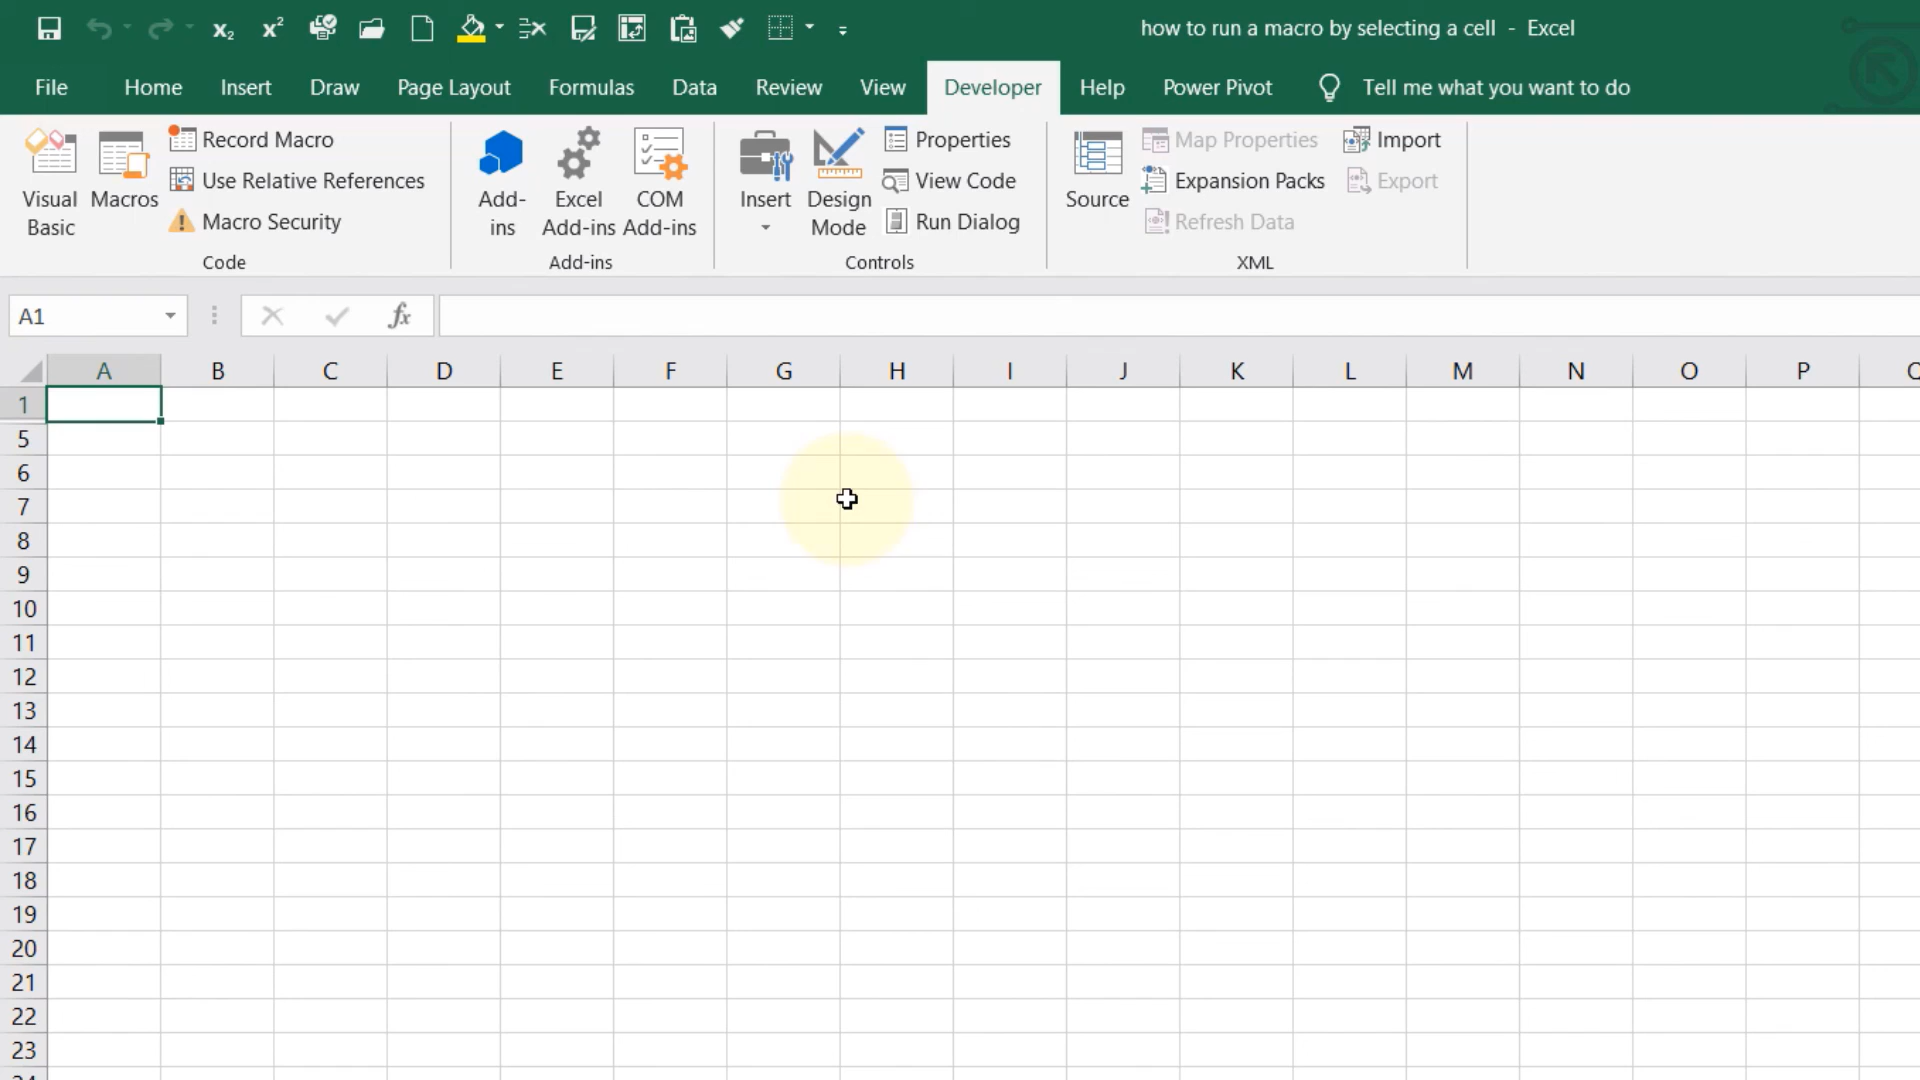 x₂ x² how to run a macro by selecting a cell - Excel
File Home Insert Draw Page Layout Formulas Data Review View Developer Help Power Pivot Tell me what you want to do
Visual Basic
Macros
Record Macro
Use Relative References
Macro Security
Code
Add-ins
Excel Add-ins
COM Add-ins
Add-ins
Insert
Design Mode
Properties
View Code
Run Dialog
Controls
Source
Map Properties
Expansion Packs
Refresh Data
Import
Export
XML
A1 fx
A B C D E F G H I J K L M N O P
1
5
6
7
8
9
10
11
12
13
14
15
16
17
18
19
20
21
22
23